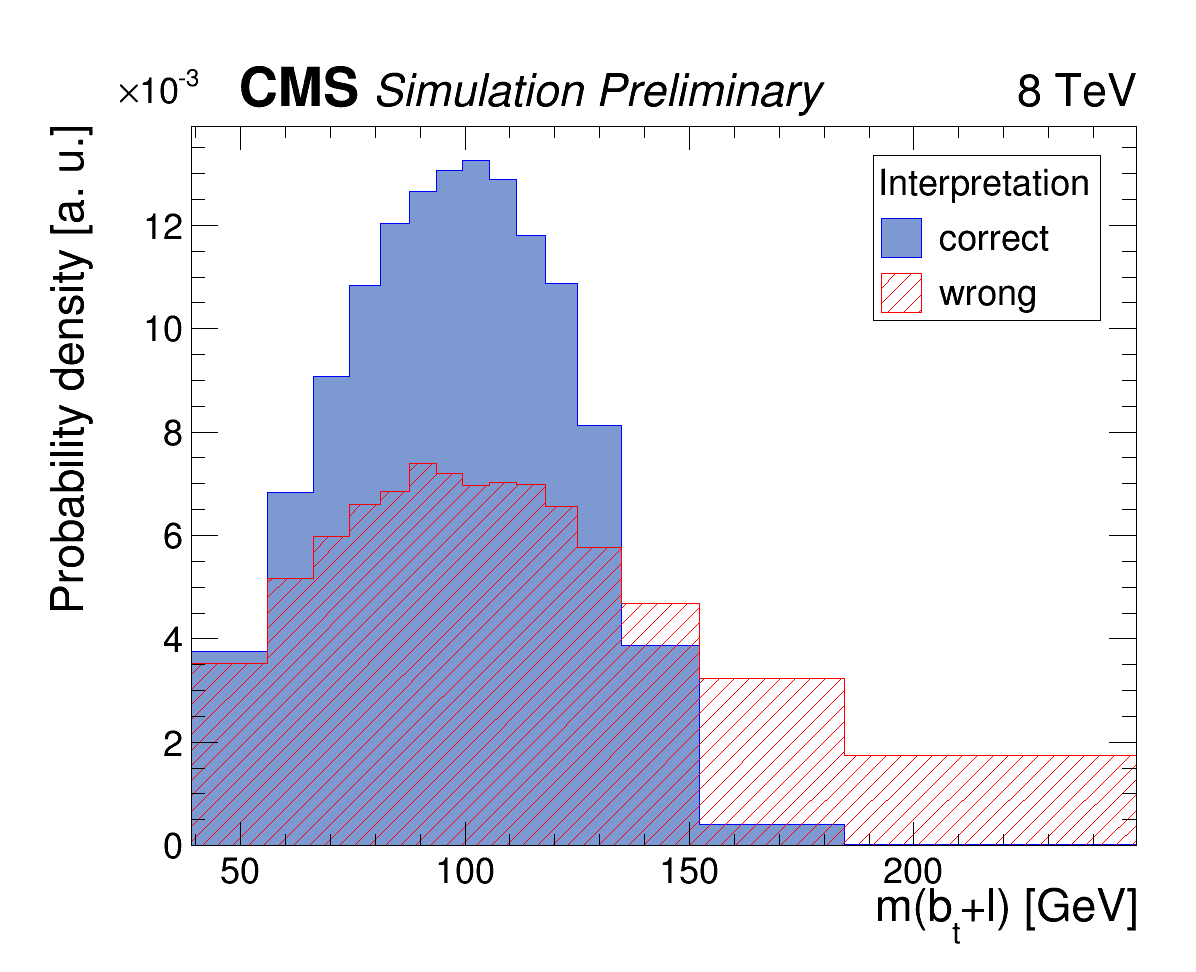 ×10⁻³ CMS Simulation Preliminary 8 TeV
Probability density [a. u.]
Interpretation
correct
wrong
12
10
8
6
4
2
0
50 100 150 200
m(bₜ+l) [GeV]